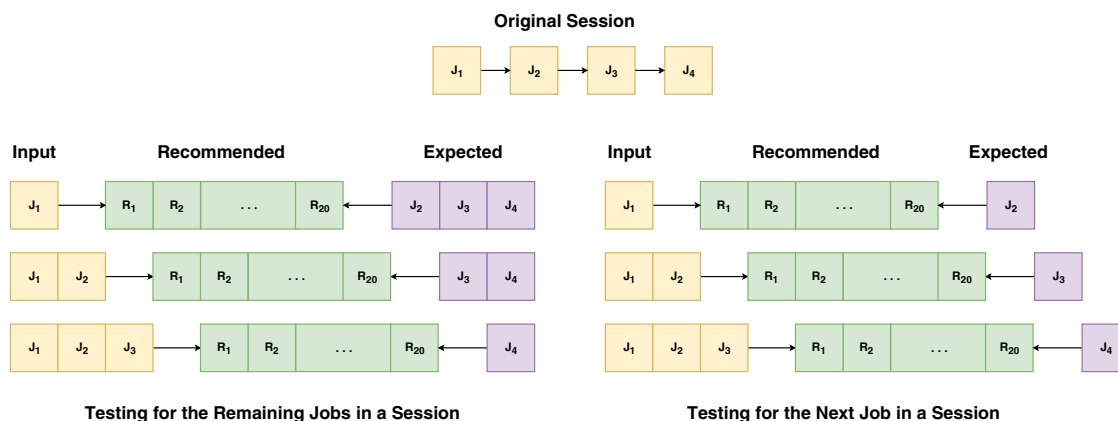 Original Session
J1 J2 J3 J4
Input Recommended Expected
J1 R1 R2 ... R20 J2 J3 J4
J1 J2 R1 R2 ... R20 J3 J4
J1 J2 J3 R1 R2 ... R20 J4
Testing for the Remaining Jobs in a Session
Input Recommended Expected
J1 R1 R2 ... R20 J2
J1 J2 R1 R2 ... R20 J3
J1 J2 J3 R1 R2 ... R20 J4
Testing for the Next Job in a Session